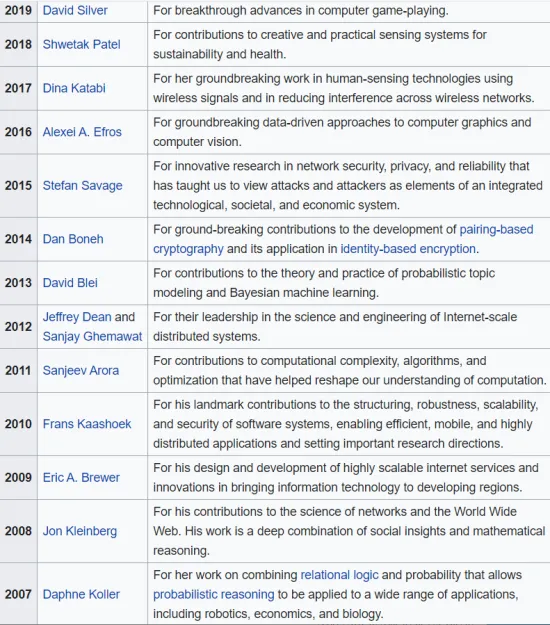 2019 David Silver For breakthrough advances in computer game-playing.
2018 Shwetak Patel For contributions to creative and practical sensing systems for
sustainability and health.
2017 Dina Katabi For her groundbreaking work in human-sensing technologies using
wireless signals and in reducing interference across wireless networks.
2016 Alexei A. Efros For groundbreaking data-driven approaches to computer graphics and
computer vision.
2015 Stefan Savage For innovative research in network security, privacy, and reliability that
has taught us to view attacks and attackers as elements of an integrated
technological, societal, and economic system.
2014 Dan Boneh For ground-breaking contributions to the development of pairing-based
cryptography and its application in identity-based encryption.
2013 David Blei For contributions to the theory and practice of probabilistic topic
modeling and Bayesian machine learning.
2012 Jeffrey Dean and
Sanjay Ghemawat For their leadership in the science and engineering of Internet-scale
distributed systems.
2011 Sanjeev Arora For contributions to computational complexity, algorithms, and
optimization that have helped reshape our understanding of computation.
2010 Frans Kaashoek For his landmark contributions to the structuring, robustness, scalability,
and security of software systems, enabling efficient, mobile, and highly
distributed applications and setting important research directions.
2009 Eric A. Brewer For his design and development of highly scalable internet services and
innovations in bringing information technology to developing regions.
2008 Jon Kleinberg For his contributions to the science of networks and the World Wide
Web. His work is a deep combination of social insights and mathematical
reasoning.
2007 Daphne Koller For her work on combining relational logic and probability that allows
probabilistic reasoning to be applied to a wide range of applications,
including robotics, economics, and biology.